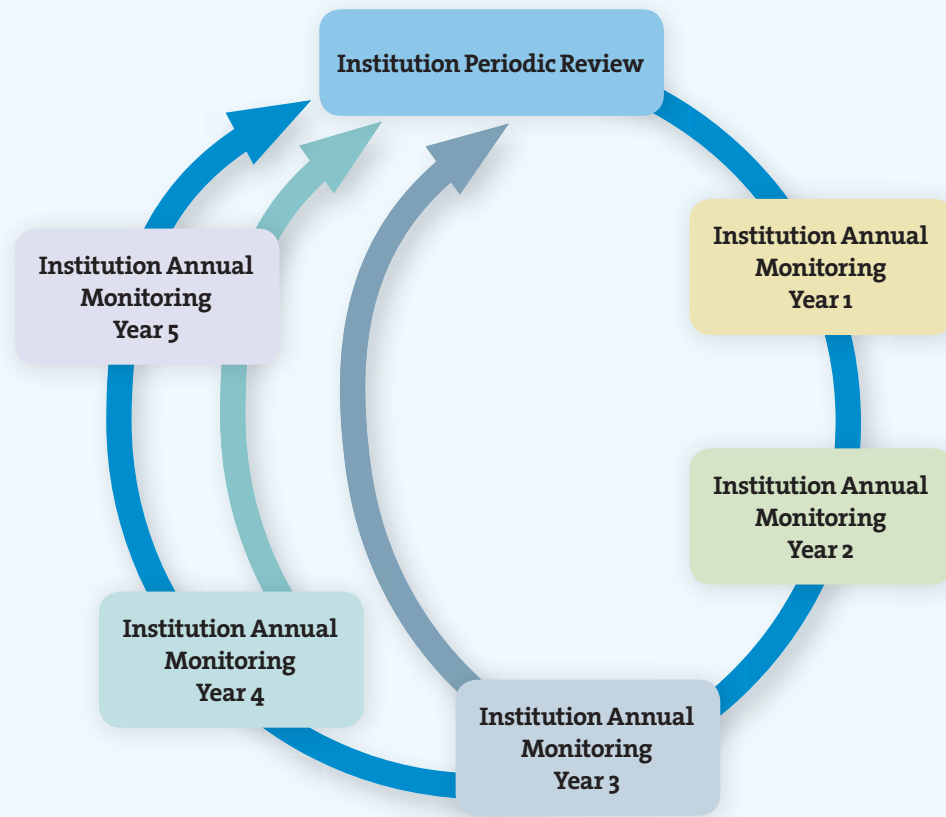 Institution Periodic Review
Institution Annual
Monitoring
Year 1
Institution Annual
Monitoring
Year 2
Institution Annual
Monitoring
Year 3
Institution Annual
Monitoring
Year 4
Institution Annual
Monitoring
Year 5